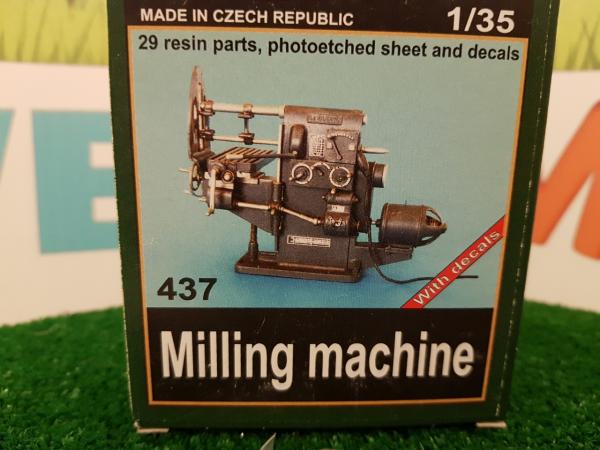 MADE IN CZECH REPUBLIC 1/35
29 resin parts, photoetched sheet and decals
With decals
437
Milling machine